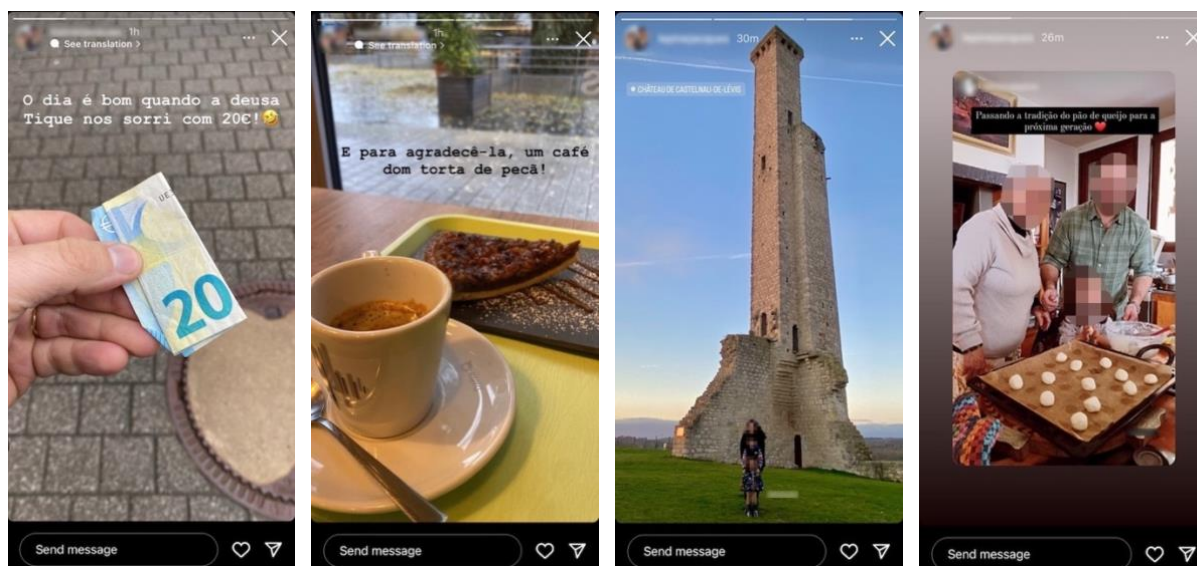 1h
See translation >
O dia é bom quando a deusa
Tique nos sorri com 20€!🤣
20
Send message
1h
See translation >
E para agradecê-la, um café
dom torta de pecã!
Send message
30m
CHÂTEAU DE CASTELNAU-DE-LÉVIS
Send message
26m
Passando a tradição do pão de queijo para a
próxima geração ❤️
Send message